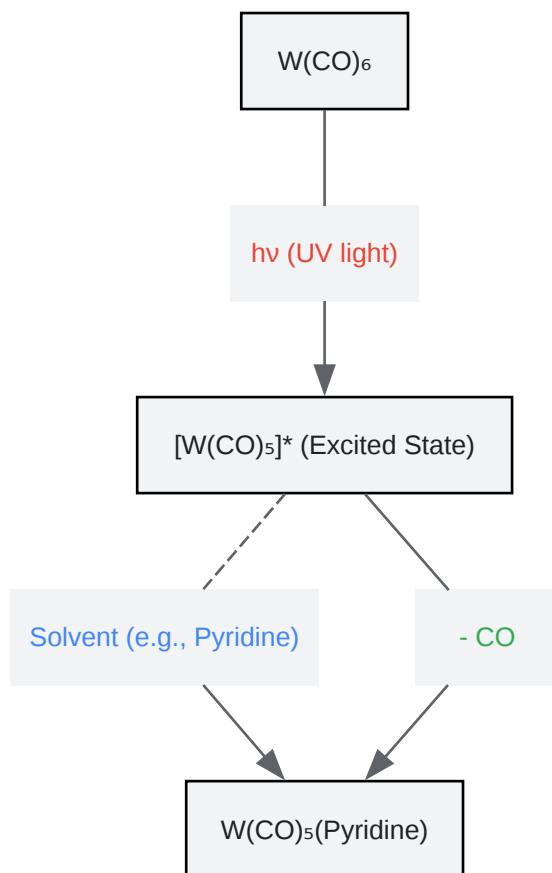 W(CO)₆
hν (UV light)
[W(CO)₅]* (Excited State)
Solvent (e.g., Pyridine)
- CO
W(CO)₅(Pyridine)